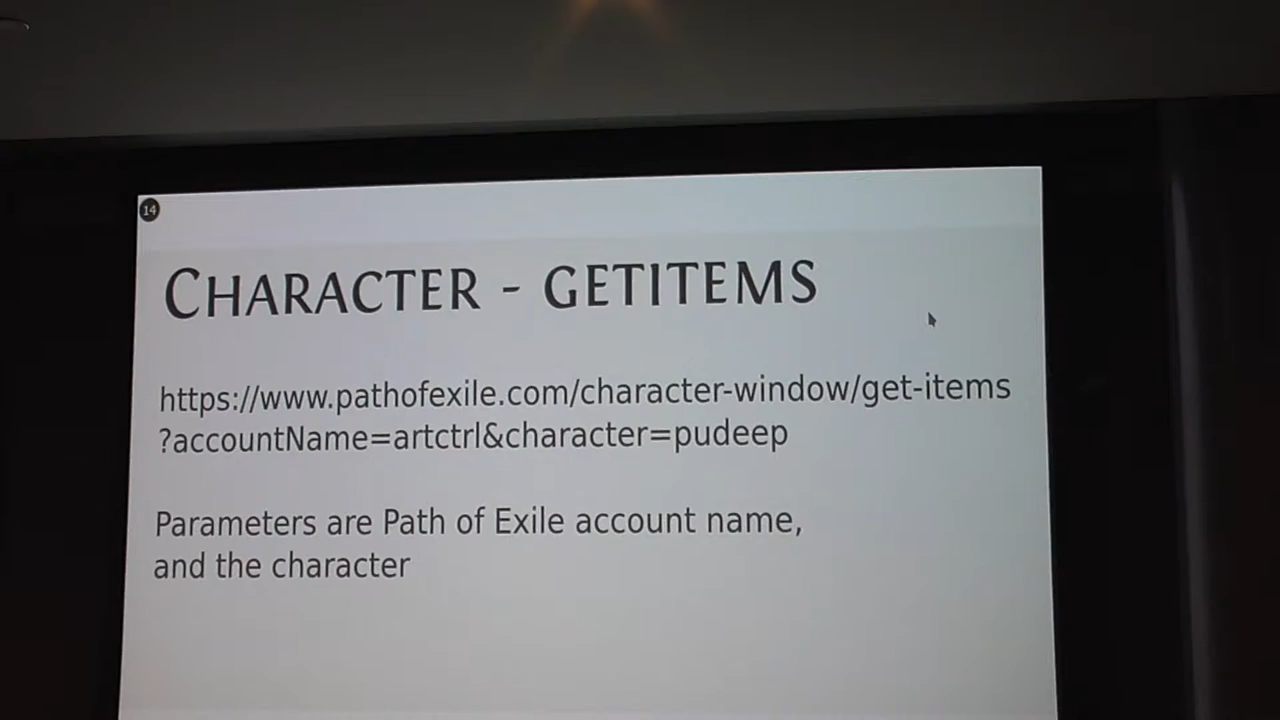 14
CHARACTER - GETITEMS
https://www.pathofexile.com/character-window/get-items
?accountName=artctrl&character=pudeep
Parameters are Path of Exile account name,
and the character